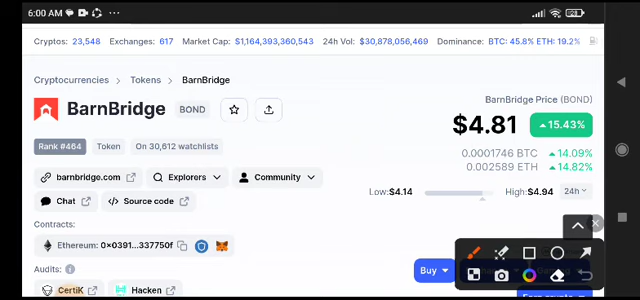 6:00 AM
Cryptos: 23,548 Exchanges: 617 Market Cap: $1,164,393,360,543 24h Vol: $30,878,056,469 Dominance: BTC: 45.8% ETH: 19.2%
Cryptocurrencies > Tokens > BarnBridge
BarnBridge BOND
BarnBridge Price (BOND)
$4.81 15.43%
Rank #464 Token On 30,612 watchlists
0.0001746 BTC 14.09%
0.002589 ETH 14.82%
barnbridge.com Explorers Community
Low: $4.14 High: $4.94 24h
Chat Source code
Contracts:
Ethereum: 0x0391...337750f
Audits:
Buy
CertiK Hacken
Earn crypto